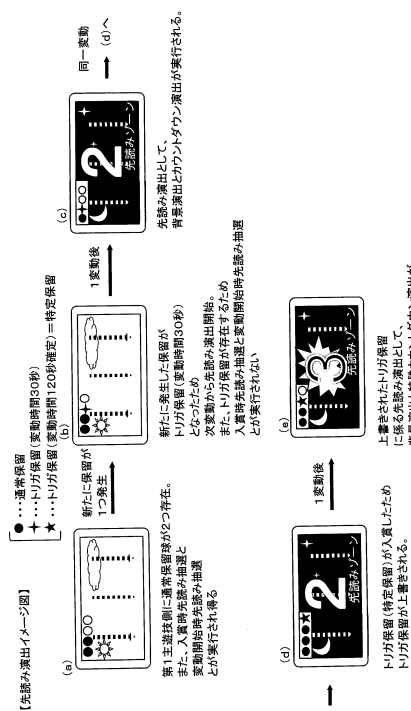 【先読み演出イメージ図】
●・・・通常保留
✦・・・トリガ保留(変動時間30秒)
★・・・トリガ保留(変動時間120秒確定)＝特定保留
(a)
第1主遊技側に通常保留球が2つ存在。
また、入賞時先読み抽選と
変動開始時先読み抽選
とが実行され得る
新たに保留が
1つ発生
(b)
新たに発生した保留が
トリガ保留(変動時間30秒)
となったため
次変動から先読み演出開始。
また、トリガ保留が存在するため
入賞時先読み抽選と変動開始時先読み抽選
とが実行されない
1変動後
(c)
2
先読みゾーン
先読み演出として、
背景演出とカウントダウン演出が実行される。
同一変動
(d)へ
(d)
2
先読みゾーン
トリガ保留(特定保留)が入賞したため
トリガ保留が上書きされる。
1変動後
(e)
3
先読みゾーン
上書きされたトリガ保留
に係る先読み演出として、